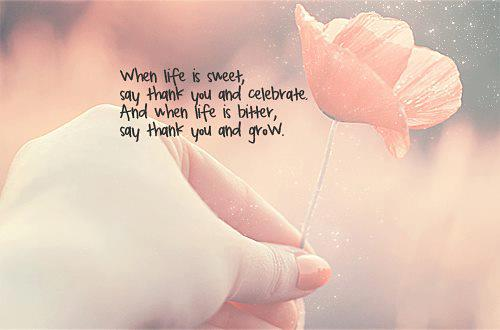 When life is sweet,
say thank you and celebrate.
And when life is bitter,
say thank you and grow.